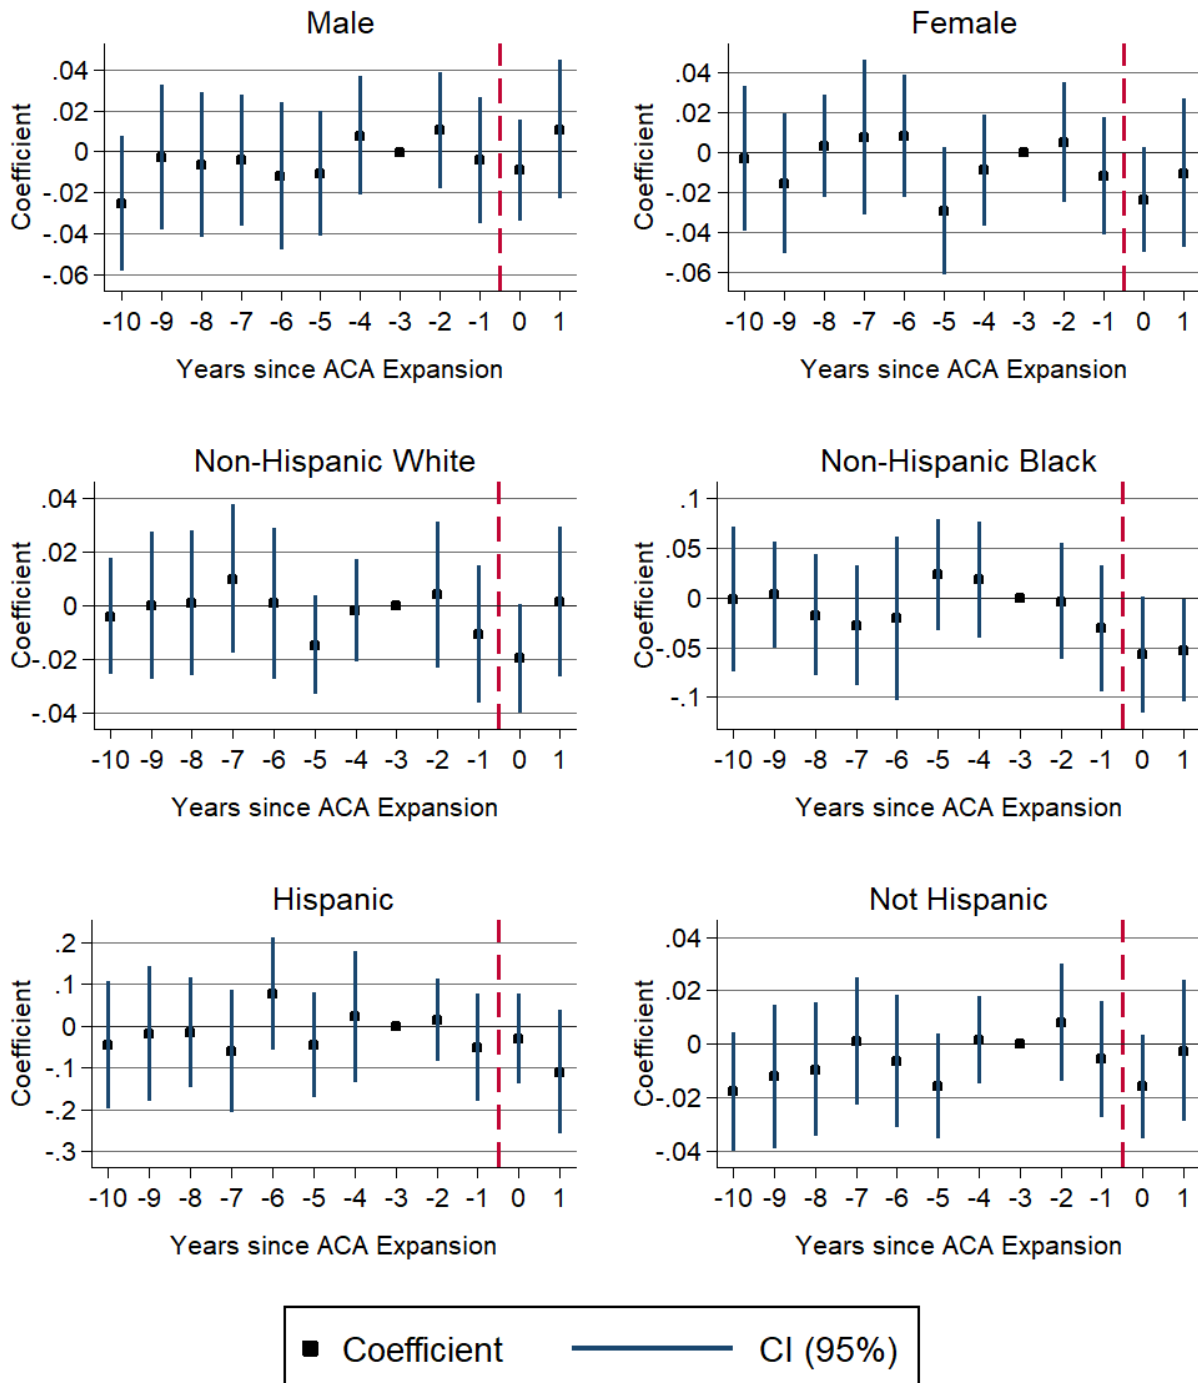 Male
Coefficient
.04
.02
0
-.02
-.04
-.06
-10 -9 -8 -7 -6 -5 -4 -3 -2 -1 0 1
Years since ACA Expansion
Female
Coefficient
.04
.02
0
-.02
-.04
-.06
-10 -9 -8 -7 -6 -5 -4 -3 -2 -1 0 1
Years since ACA Expansion
Non-Hispanic White
Coefficient
.04
.02
0
-.02
-.04
-10 -9 -8 -7 -6 -5 -4 -3 -2 -1 0 1
Years since ACA Expansion
Non-Hispanic Black
Coefficient
.1
.05
0
-.05
-.1
-10 -9 -8 -7 -6 -5 -4 -3 -2 -1 0 1
Years since ACA Expansion
Hispanic
Coefficient
.2
.1
0
-.1
-.2
-.3
-10 -9 -8 -7 -6 -5 -4 -3 -2 -1 0 1
Years since ACA Expansion
Not Hispanic
Coefficient
.04
.02
0
-.02
-.04
-10 -9 -8 -7 -6 -5 -4 -3 -2 -1 0 1
Years since ACA Expansion
Coefficient CI (95%)